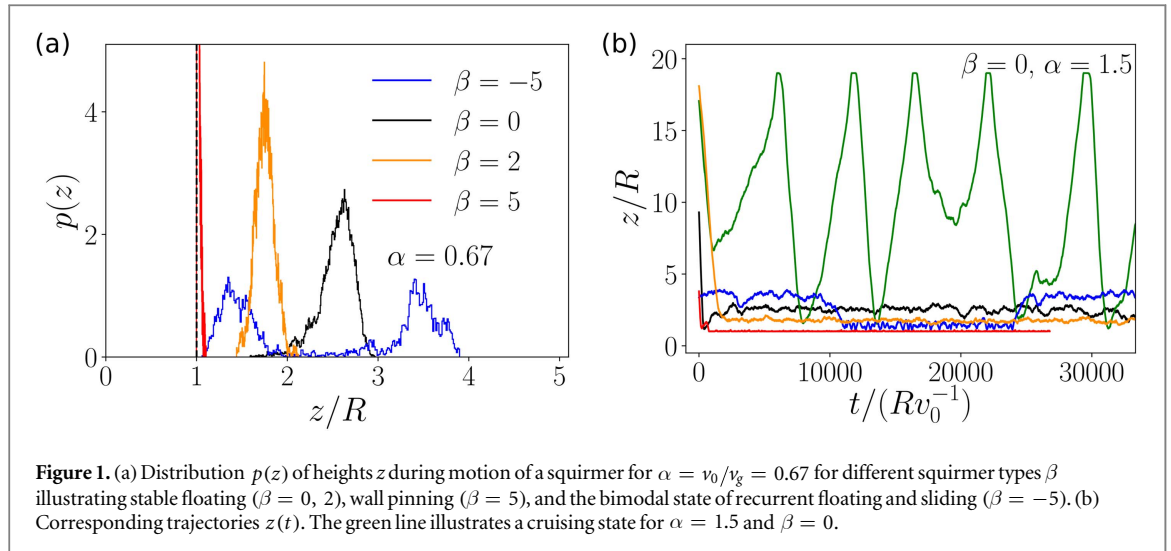 (a)
p(z)
4
2
0
β = −5
β = 0
β = 2
β = 5
α = 0.67
0 1 2 3 4 5
z/R
(b)
β = 0, α = 1.5
z/R
20
15
10
5
0
0 10000 20000 30000
t/(Rv₀⁻¹)
Figure 1. (a) Distribution p(z) of heights z during motion of a squirmer for α = v₀/v_g = 0.67 for different squirmer types β
illustrating stable floating (β = 0, 2), wall pinning (β = 5), and the bimodal state of recurrent floating and sliding (β = −5). (b)
Corresponding trajectories z(t). The green line illustrates a cruising state for α = 1.5 and β = 0.